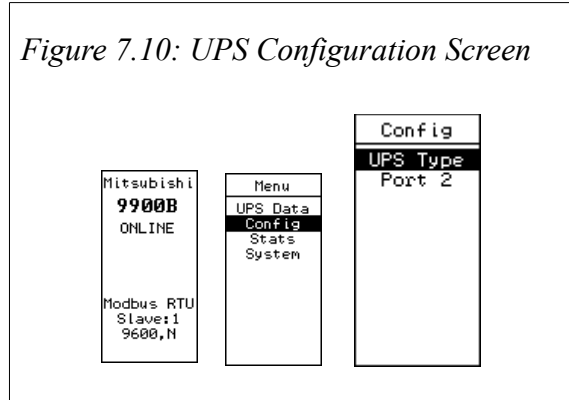 Figure 7.10: UPS Configuration Screen
Mitsubishi
9900B
ONLINE
Modbus RTU
Slave:1
9600,N
Menu
UPS Data
Config
Stats
System
Config
UPS Type
Port 2